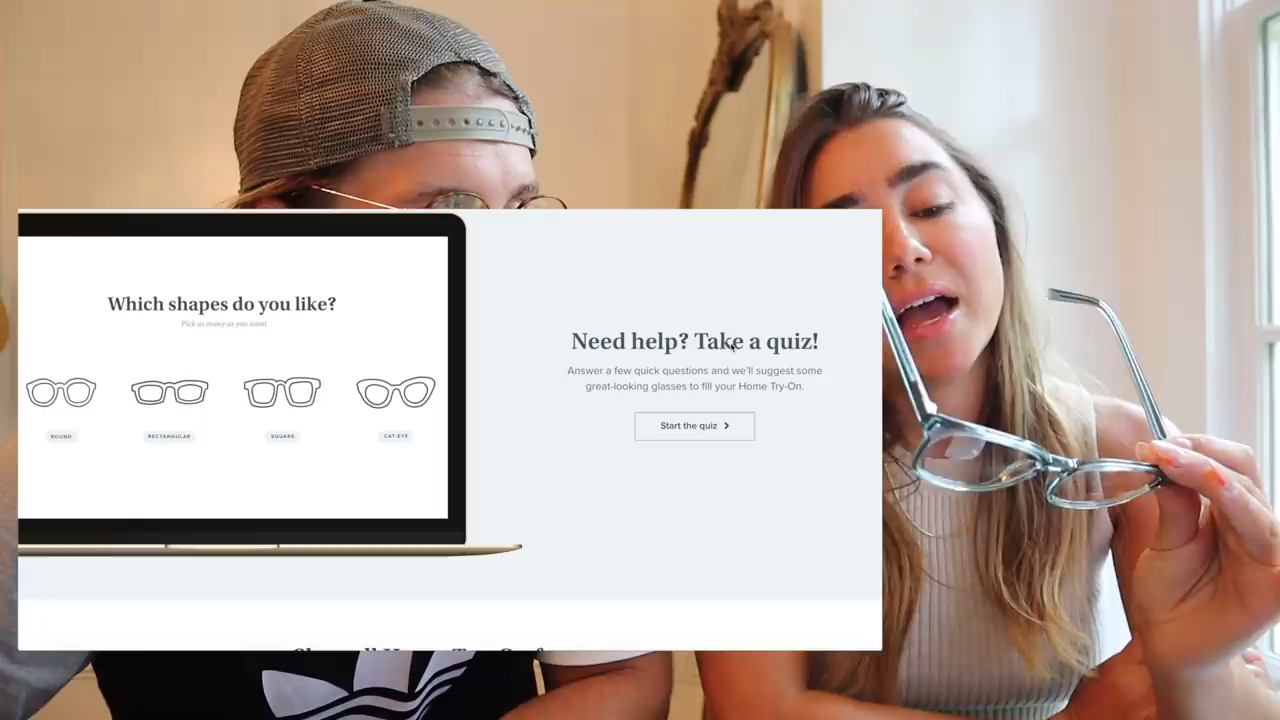 Which shapes do you like?
Pick as many as you want
ROUND
RECTANGULAR
SQUARE
CAT-EYE
Need help? Take a quiz!
Answer a few quick questions and we'll suggest some
great-looking glasses to fill your Home Try-On.
Start the quiz